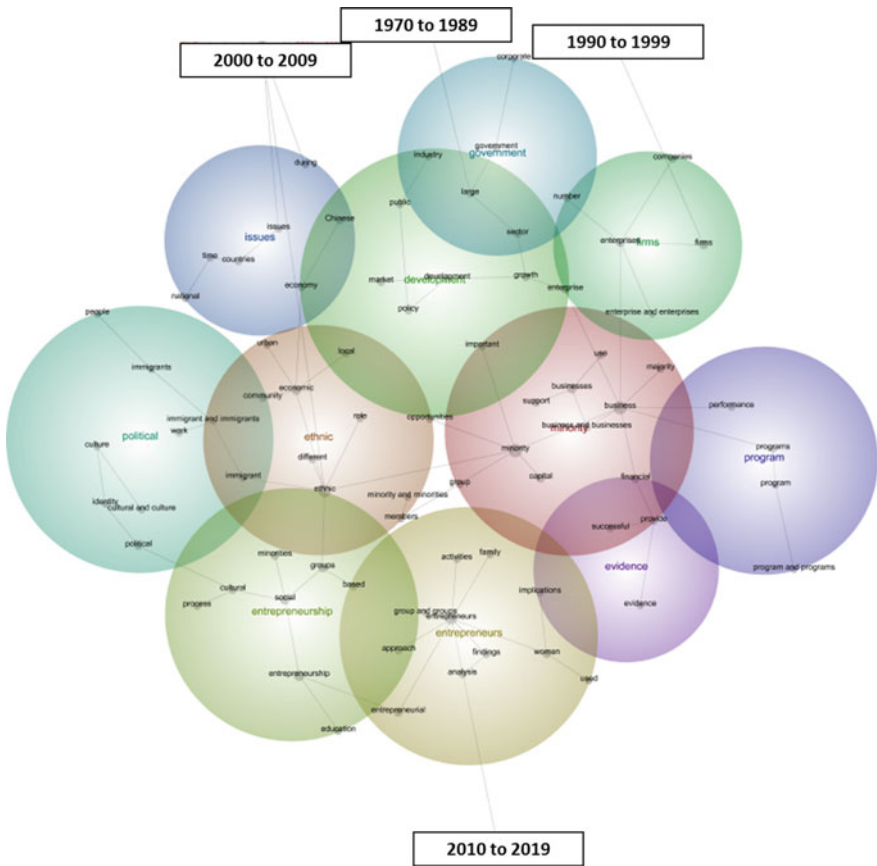 1970 to 1989
1990 to 1999
2000 to 2009
corporate
government
government
industry
during
companies
large
number
public
Chinese
issues
issues
sector
enterprises
firms
firms
time
countries
development
development
growth
market
economy
enterprise
national
policy
enterprise and enterprises
people
urban
local
important
use
immigrants
majority
economic
businesses
community
support
business
performance
immigrant and immigrants
role
opportunities
business and businesses
minority
work
political
ethnic
culture
minority
programs
program
different
immigrant
capital
financial
program
ethnic
group
minority and minorities
identity
cultural and culture
members
provide
successful
political
minorities
activities
family
groups
evidence
program and programs
cultural
based
implications
social
process
entrepreneurship
group and groups
entrepreneurs
evidence
entrepreneurs
approach
findings
women
entrepreneurship
analysis
used
entrepreneurial
education
2010 to 2019